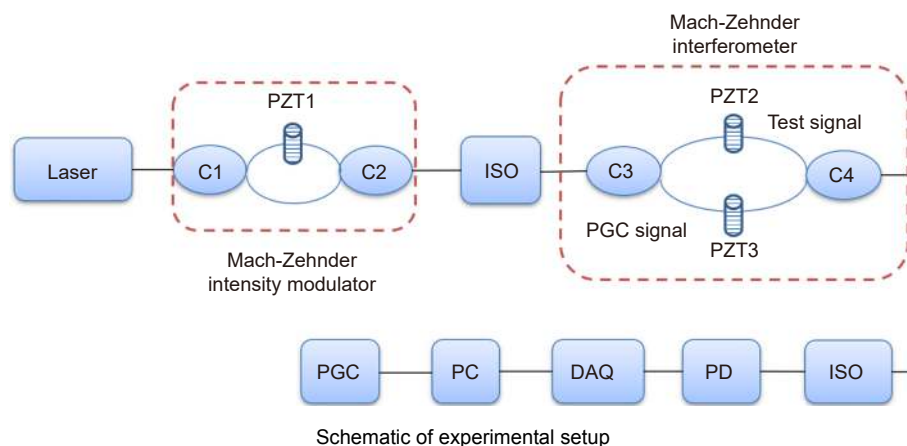 Mach-Zehnder
interferometer
PZT1
PZT2
Test signal
Laser
C1
C2
ISO
C3
C4
PGC signal
PZT3
Mach-Zehnder
intensity modulator
PGC
PC
DAQ
PD
ISO
Schematic of experimental setup